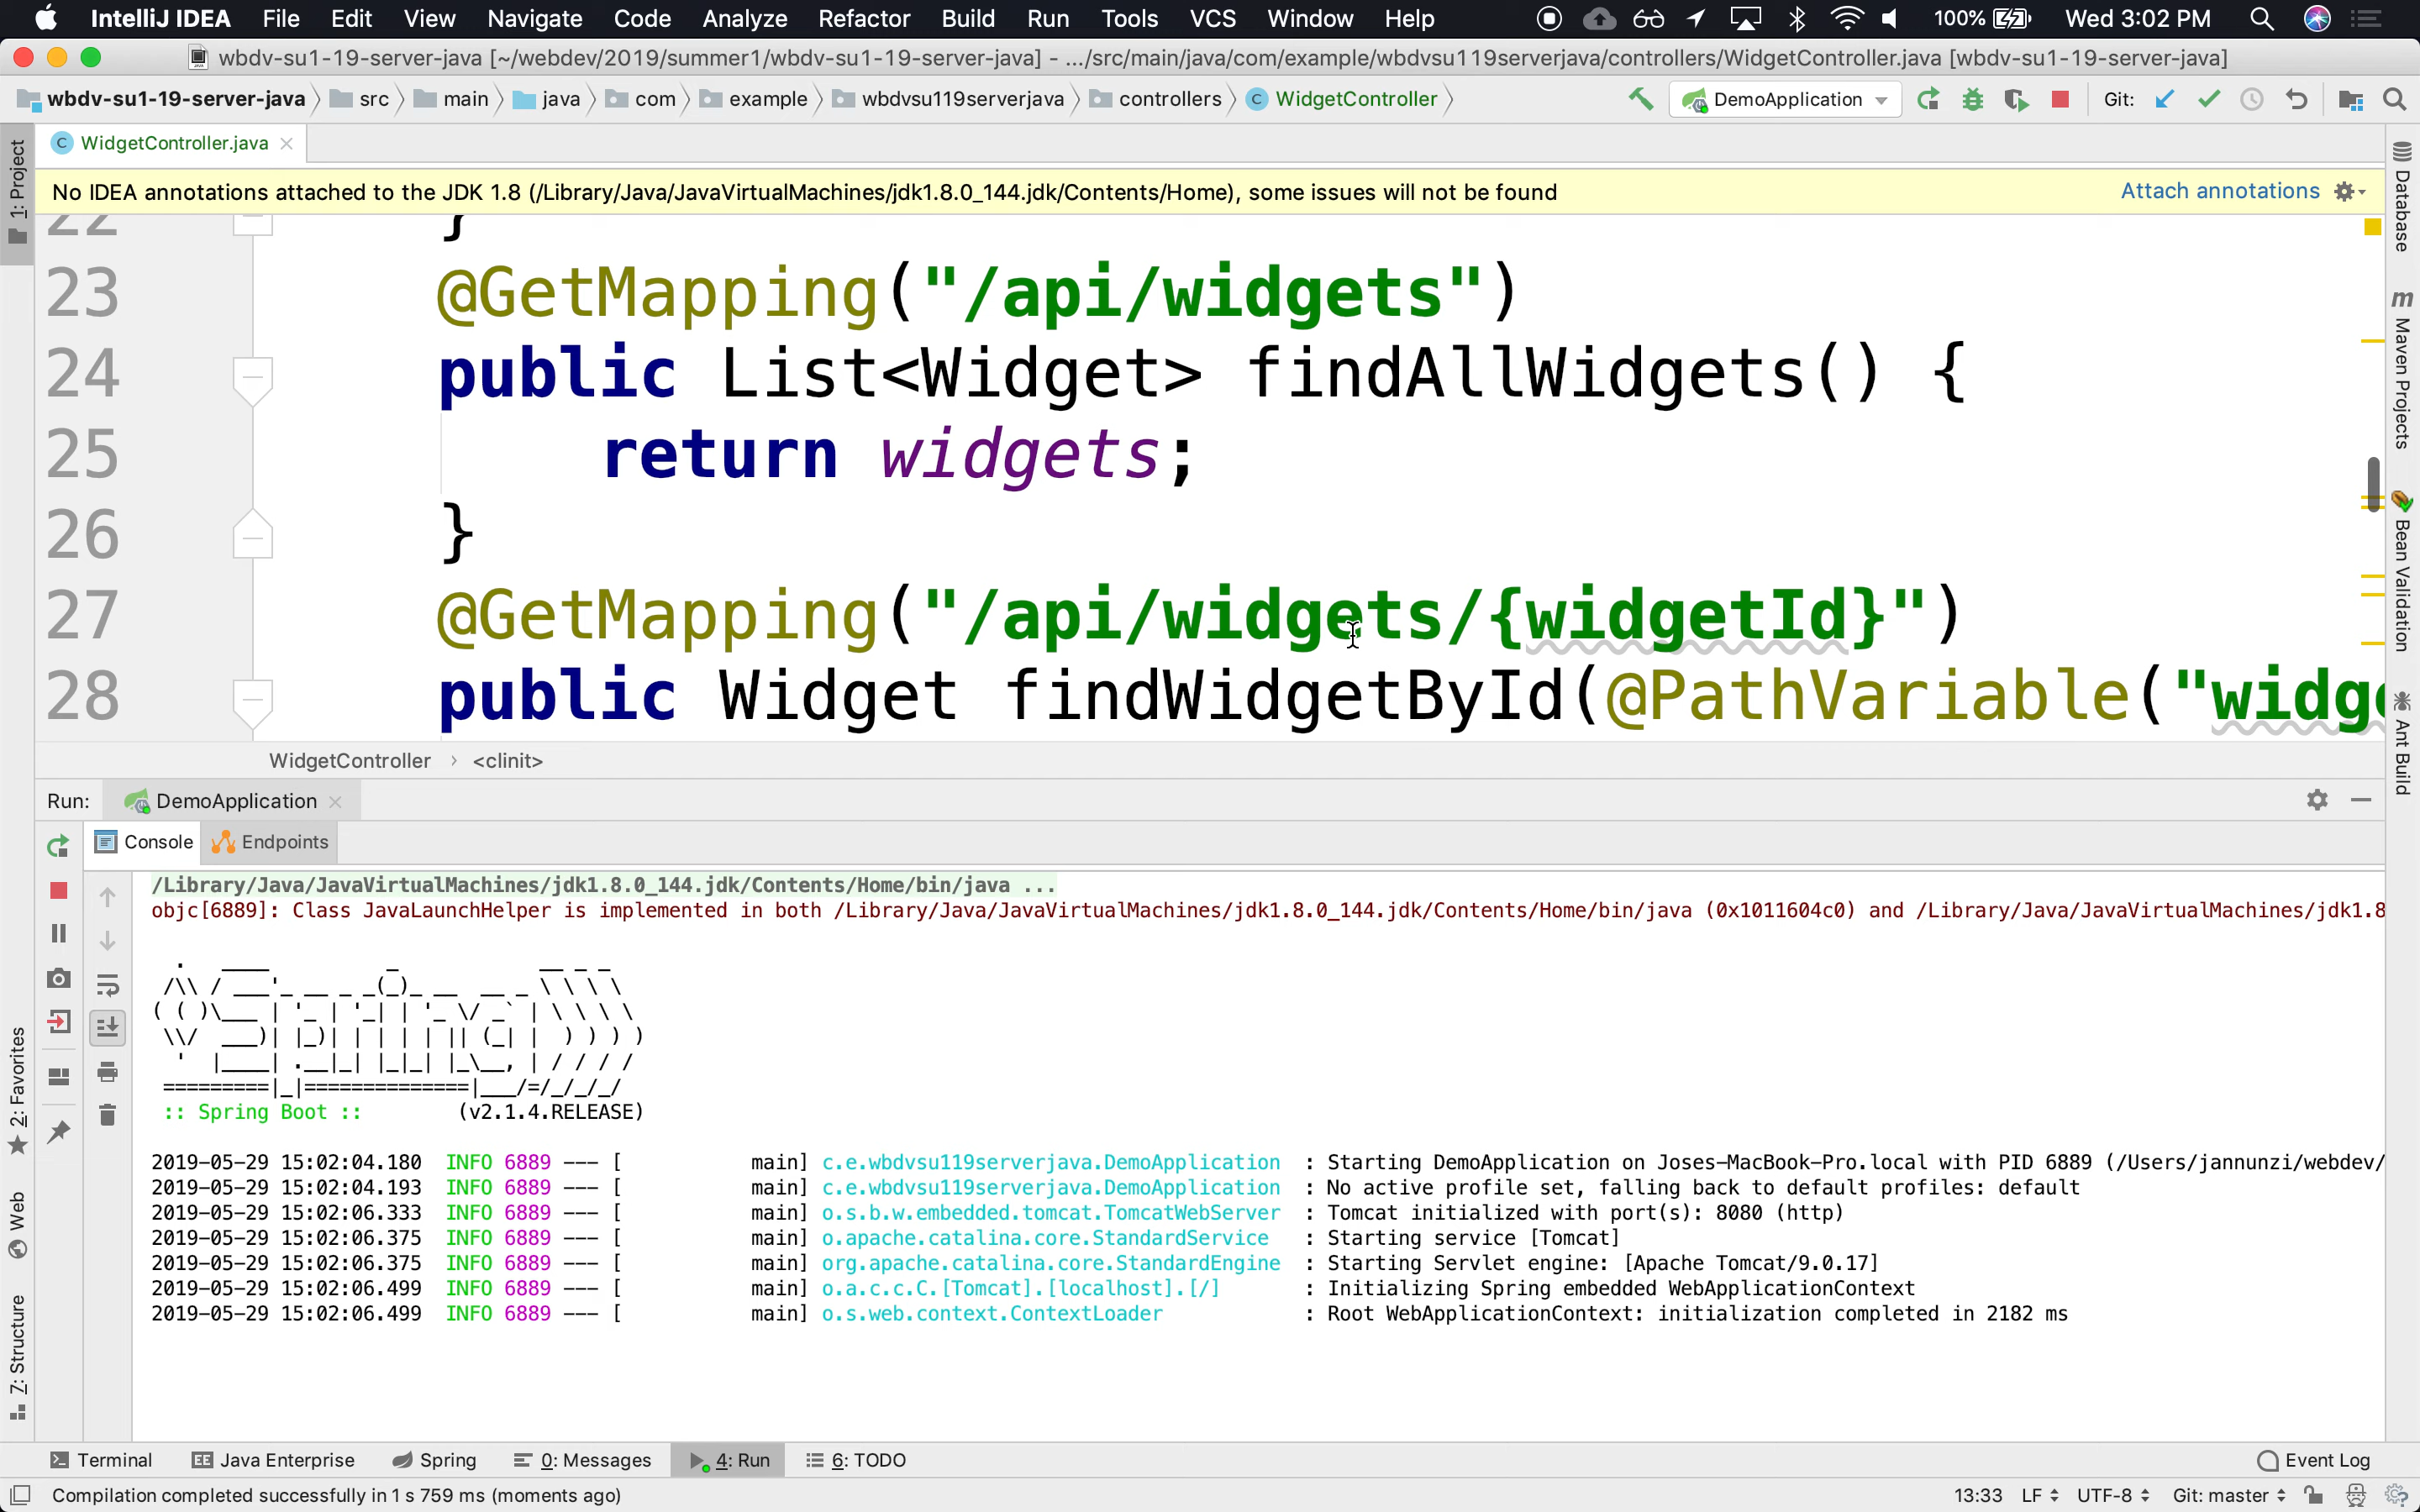 IntelliJ IDEA File Edit View Navigate Code Analyze Refactor Build Run Tools VCS Window Help 100% Wed 3:02 PM
wbdv-su1-19-server-java [~/webdev/2019/summer1/wbdv-su1-19-server-java] - .../src/main/java/com/example/wbdvsu119serverjava/controllers/WidgetController.java [wbdv-su1-19-server-java]
wbdv-su1-19-server-java src main java com example wbdvsu119serverjava controllers WidgetController DemoApplication Git:
WidgetController.java
No IDEA annotations attached to the JDK 1.8 (/Library/Java/JavaVirtualMachines/jdk1.8.0_144.jdk/Contents/Home), some issues will not be found Attach annotations
22 }
23 @GetMapping("/api/widgets")
24 public List<Widget> findAllWidgets() {
25 return widgets;
26 }
27 @GetMapping("/api/widgets/{widgetId}")
28 public Widget findWidgetById(@PathVariable("widge
WidgetController › <clinit>
Run: DemoApplication
Console Endpoints
/Library/Java/JavaVirtualMachines/jdk1.8.0_144.jdk/Contents/Home/bin/java ...
objc[6889]: Class JavaLaunchHelper is implemented in both /Library/Java/JavaVirtualMachines/jdk1.8.0_144.jdk/Contents/Home/bin/java (0x1011604c0) and /Library/Java/JavaVirtualMachines/jdk1.8
Spring
:: Spring Boot :: (v2.1.4.RELEASE)
2019-05-29 15:02:04.180 INFO 6889 --- [ main] c.e.wbdvsu119serverjava.DemoApplication : Starting DemoApplication on Joses-MacBook-Pro.local with PID 6889 (/Users/jannunzi/webdev/
2019-05-29 15:02:04.193 INFO 6889 --- [ main] c.e.wbdvsu119serverjava.DemoApplication : No active profile set, falling back to default profiles: default
2019-05-29 15:02:06.333 INFO 6889 --- [ main] o.s.b.w.embedded.tomcat.TomcatWebServer : Tomcat initialized with port(s): 8080 (http)
2019-05-29 15:02:06.375 INFO 6889 --- [ main] o.apache.catalina.core.StandardService : Starting service [Tomcat]
2019-05-29 15:02:06.375 INFO 6889 --- [ main] org.apache.catalina.core.StandardEngine : Starting Servlet engine: [Apache Tomcat/9.0.17]
2019-05-29 15:02:06.499 INFO 6889 --- [ main] o.a.c.c.C.[Tomcat].[localhost].[/] : Initializing Spring embedded WebApplicationContext
2019-05-29 15:02:06.499 INFO 6889 --- [ main] o.s.web.context.ContextLoader : Root WebApplicationContext: initialization completed in 2182 ms
1: Project
2: Favorites
Web
Z: Structure
Database
Maven Projects
Bean Validation
Ant Build
Terminal Java Enterprise Spring 0: Messages 4: Run 6: TODO Event Log
Compilation completed successfully in 1 s 759 ms (moments ago) 13:33 LF UTF-8 Git: master